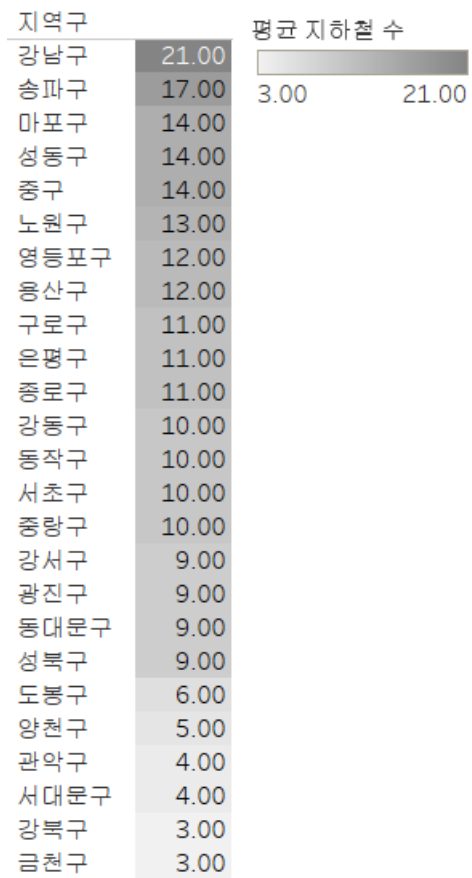 지역구
강남구 21.00
송파구 17.00
마포구 14.00
성동구 14.00
중구 14.00
노원구 13.00
영등포구 12.00
용산구 12.00
구로구 11.00
은평구 11.00
종로구 11.00
강동구 10.00
동작구 10.00
서초구 10.00
중랑구 10.00
강서구 9.00
광진구 9.00
동대문구 9.00
성북구 9.00
도봉구 6.00
양천구 5.00
관악구 4.00
서대문구 4.00
강북구 3.00
금천구 3.00
평균 지하철 수
3.00 21.00